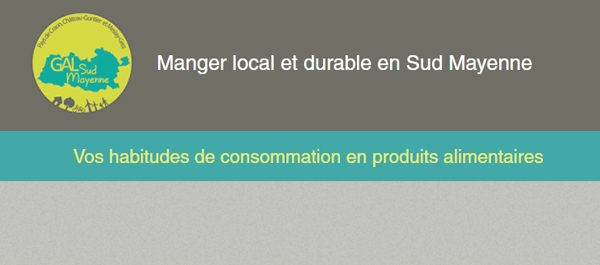 Pays de Craon, Château-Gontier et Meslay-Grez
GAL Sud
Mayenne
Manger local et durable en Sud Mayenne
Vos habitudes de consommation en produits alimentaires